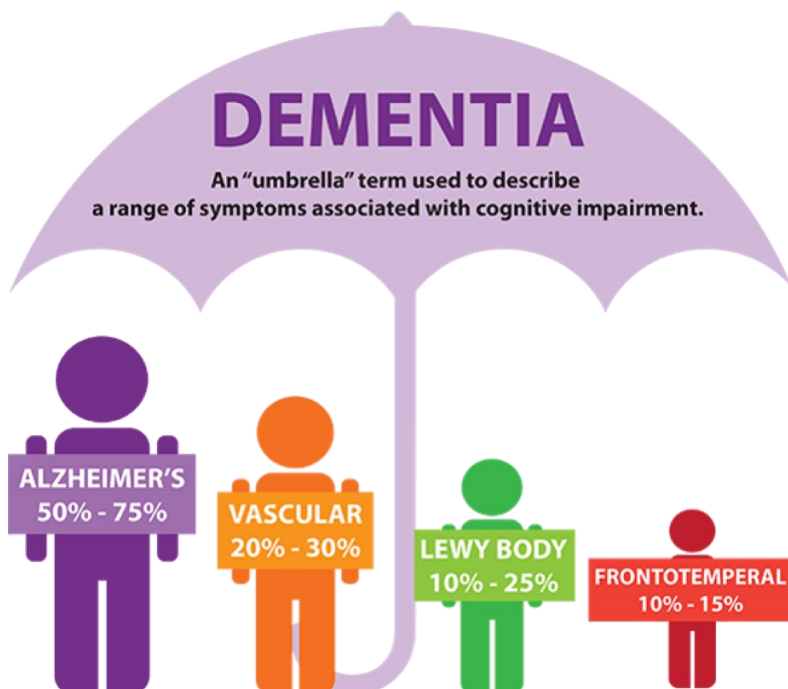 DEMENTIA
An “umbrella” term used to describe
a range of symptoms associated with cognitive impairment.
ALZHEIMER’S
50% - 75%
VASCULAR
20% - 30%
LEWY BODY
10% - 25%
FRONTOTEMPERAL
10% - 15%